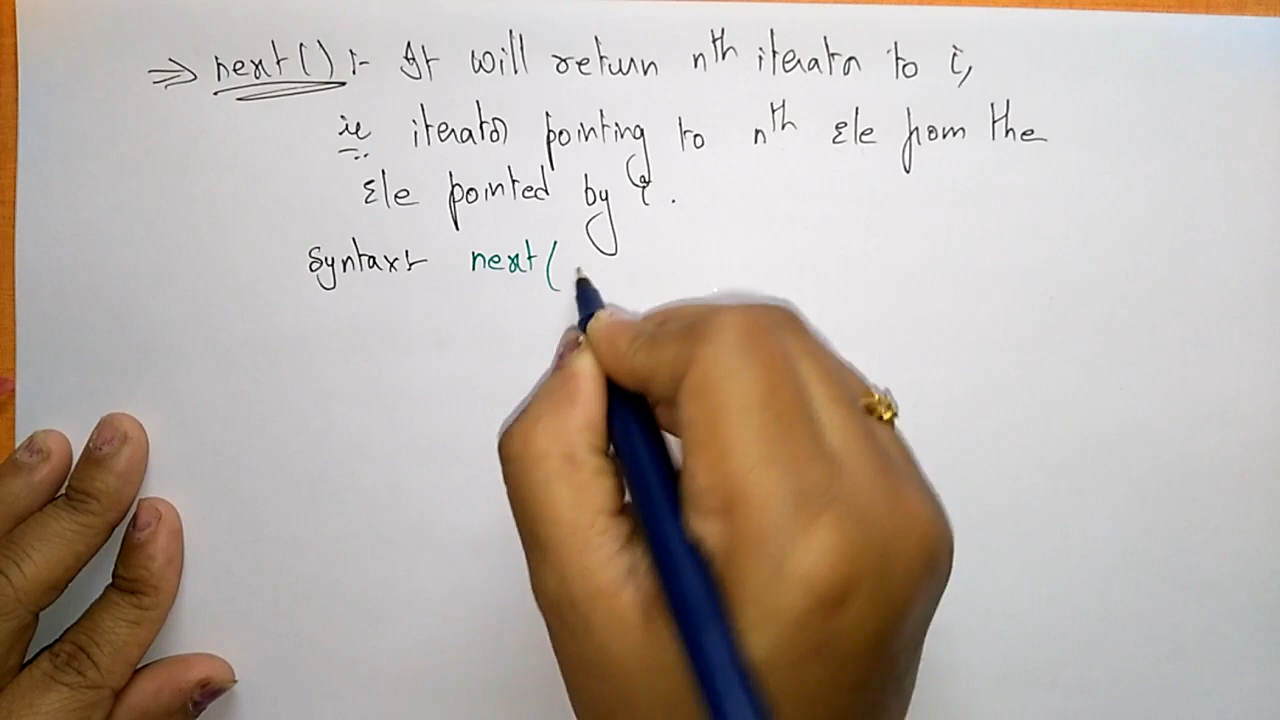 ⇒ next() :- It will return nth iterator to i,
ie iterator pointing to nth Ele from the
Ele pointed by i.
Syntax:- next(